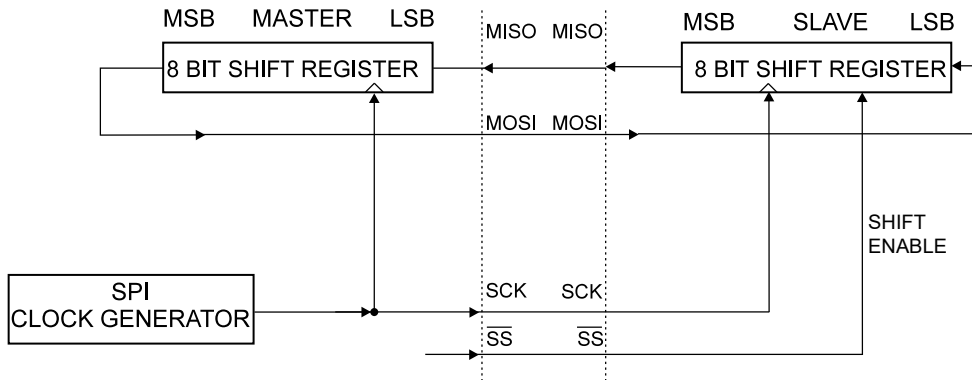 MSB MASTER LSB MISO MISO MSB SLAVE LSB
8 BIT SHIFT REGISTER 8 BIT SHIFT REGISTER
MOSI MOSI
SHIFT
ENABLE
SPI SCK SCK
CLOCK GENERATOR
SS SS